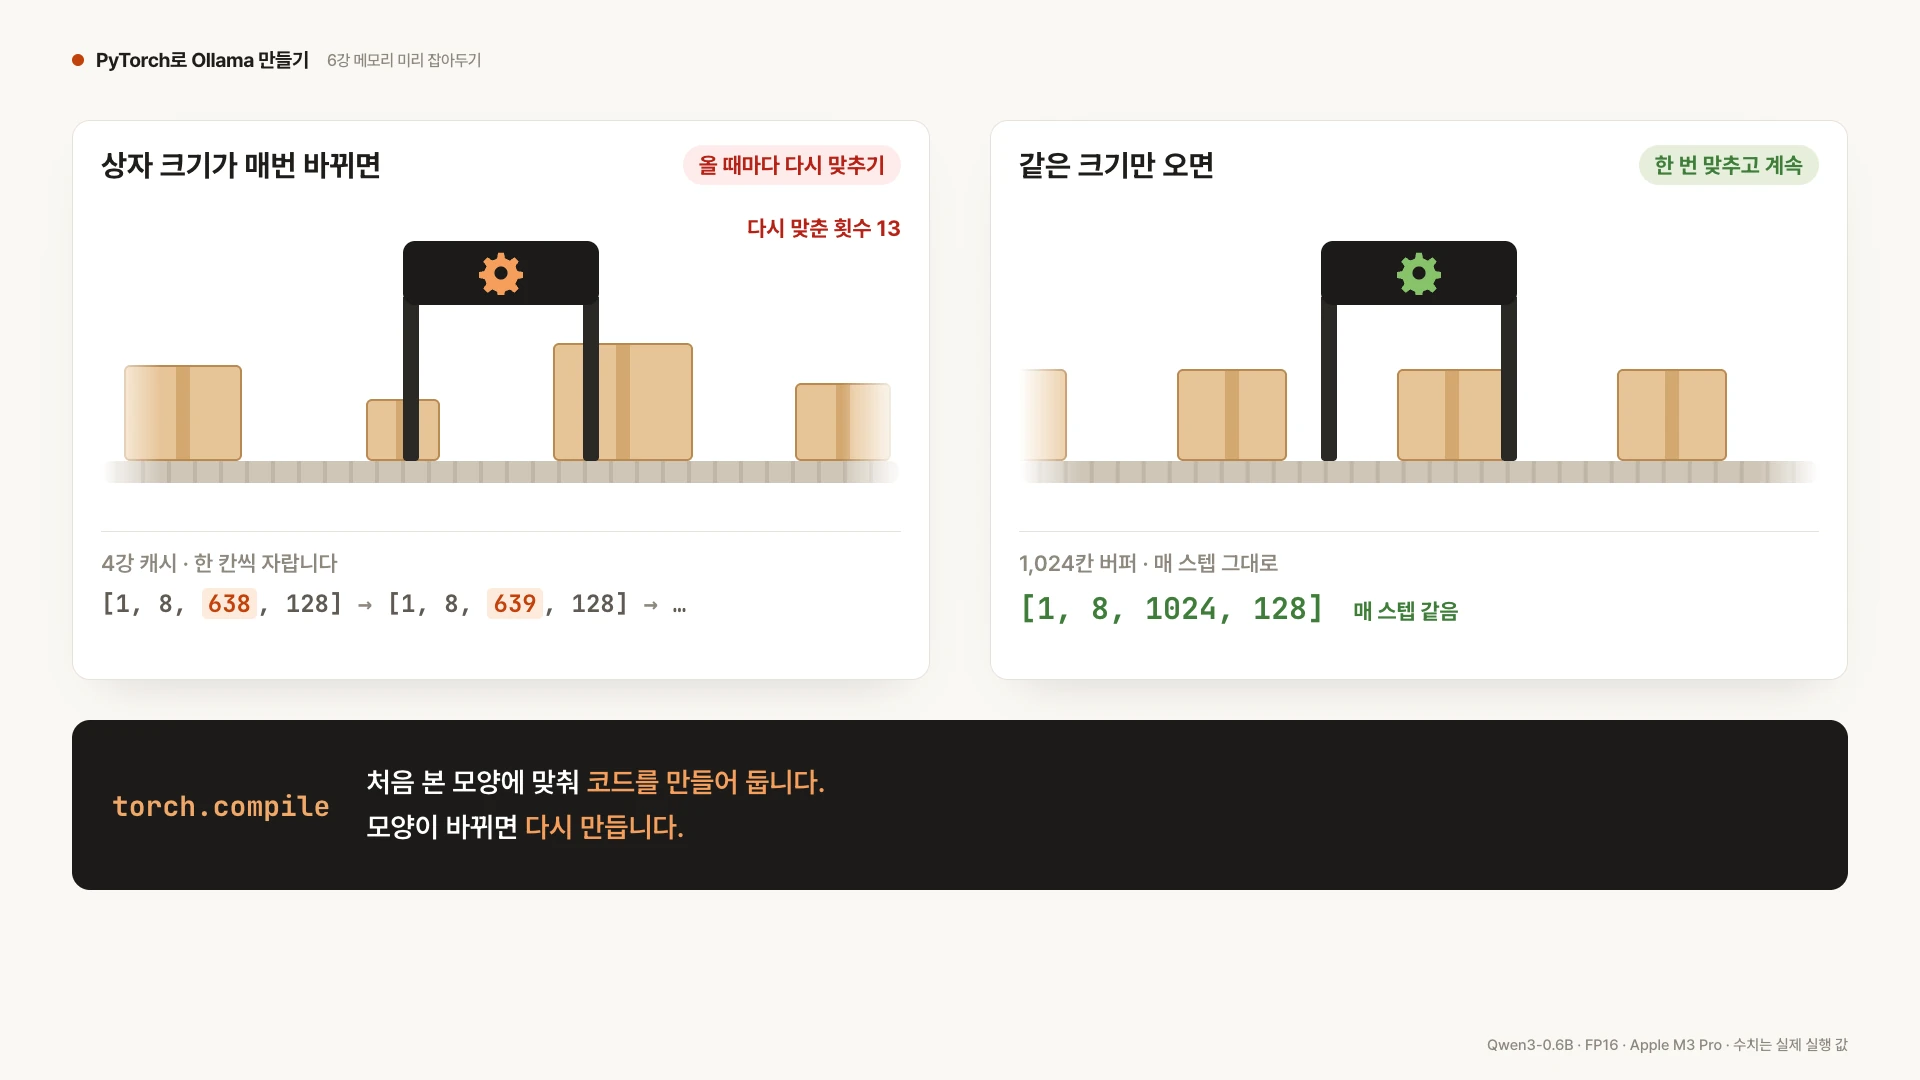 PyTorch로 Ollama 만들기 6강 메모리 미리 잡아두기
상자 크기가 매번 바뀌면
올 때마다 다시 맞추기
다시 맞춘 횟수 13
4강 캐시 · 한 칸씩 자랍니다
[1, 8, 638, 128] → [1, 8, 639, 128] → …
같은 크기만 오면
한 번 맞추고 계속
1,024칸 버퍼 · 매 스텝 그대로
[1, 8, 1024, 128] 매 스텝 같음
torch.compile
처음 본 모양에 맞춰 코드를 만들어 둡니다.
모양이 바뀌면 다시 만듭니다.
Qwen3-0.6B · FP16 · Apple M3 Pro · 수치는 실제 실행 값